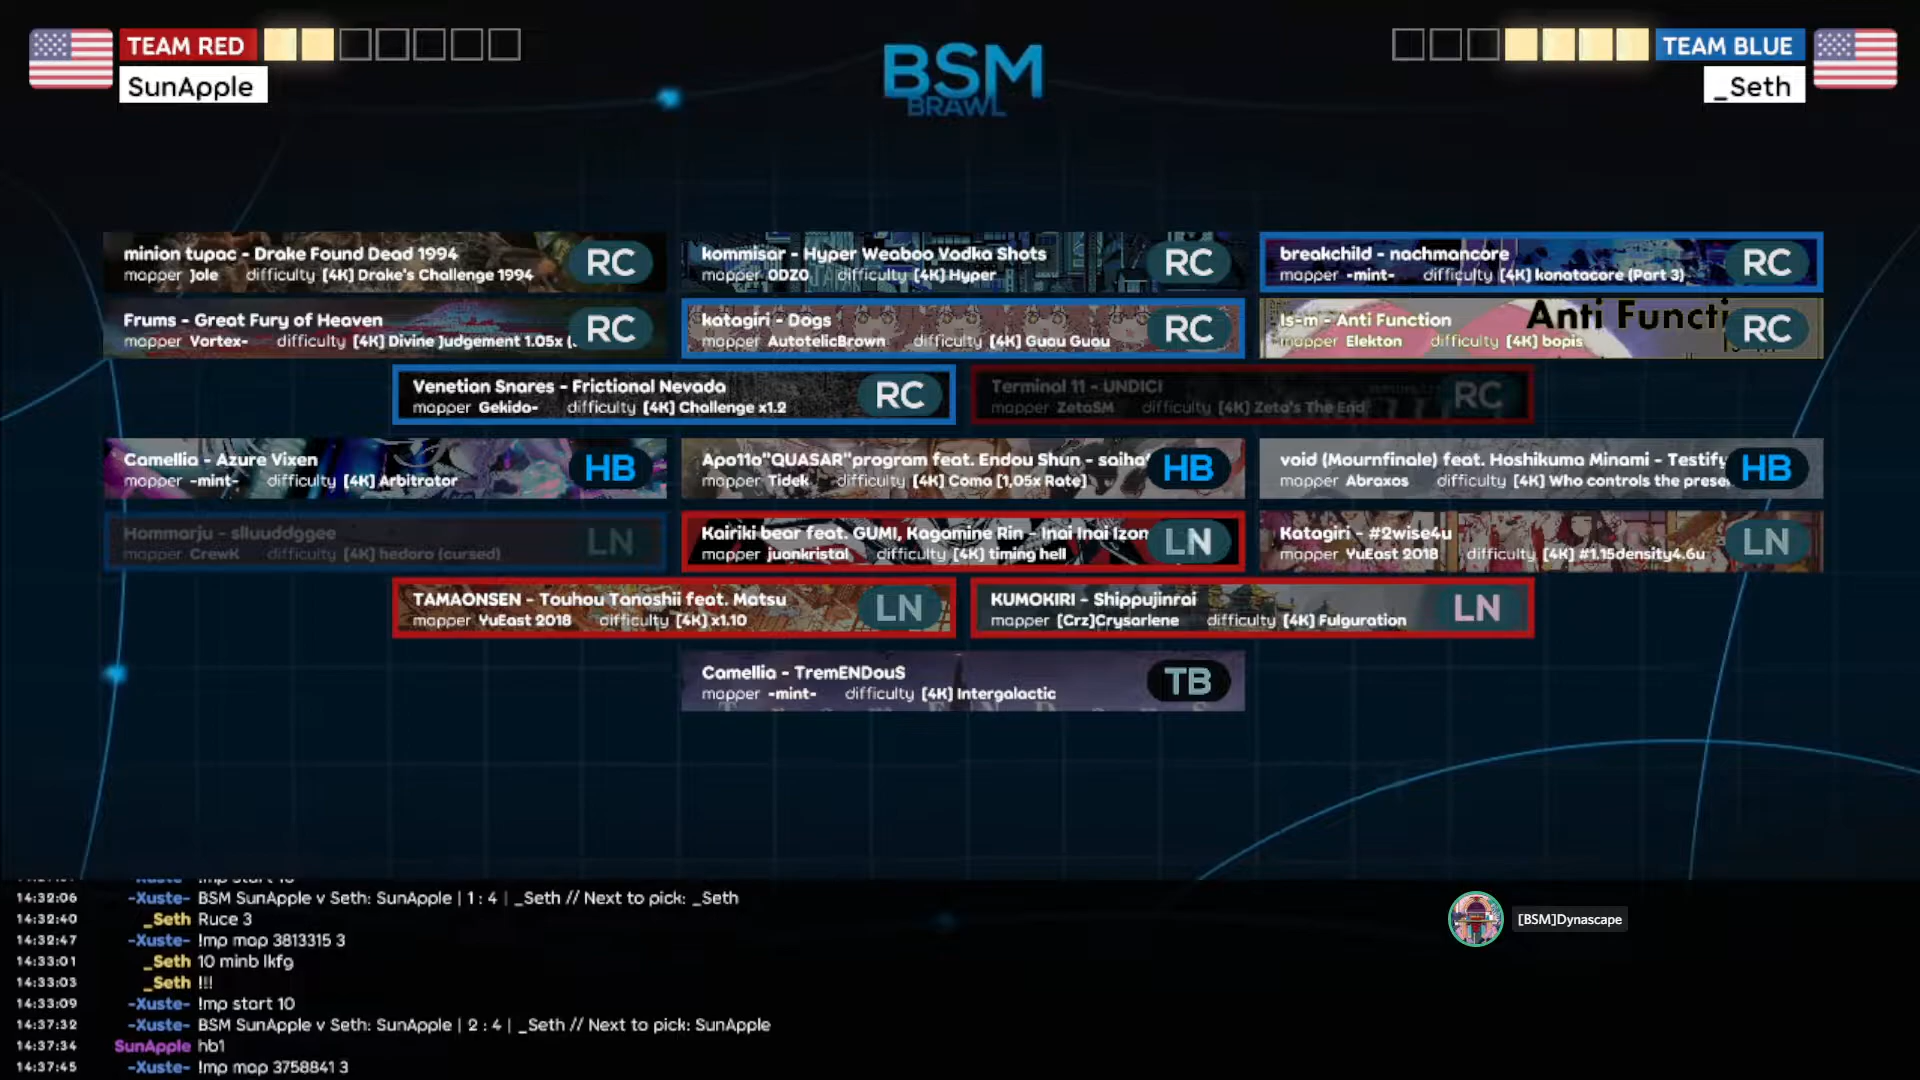 TEAM RED
SunApple
BSM
BRAWL
TEAM BLUE
_Seth
minion tupac - Drake Found Dead 1994
mapper Jole difficulty [4K] Drake's Challenge 1994
RC
kommisar - Hyper Weaboo Vodka Shots
mapper ODZO difficulty [4K] Hyper
RC
breakchild - nachmancore
mapper -mint- difficulty [4K] konatacore (Part 3)
RC
Frums - Great Fury of Heaven
mapper Vortex- difficulty [4K] Divine Judgement 1.05x (.
RC
katagiri - Dogs
mapper AutotelicBrown difficulty [4K] Guau Guau
RC
Anti Functi
Is-m - Anti Function
mapper Elekton difficulty [4K] bapis
RC
Venetian Snares - Frictional Nevada
mapper Gekido- difficulty [4K] Challenge x1.2
RC
Terminal 11 - UNDICI
mapper ZetaSM difficulty [4K] Zeta's The End
RC
Camellia - Azure Vixen
mapper -mint- difficulty [4K] Arbitrator
HB
Apo11o"QUASAR"program feat. Endou Shun - saiha'
mapper Tidek difficulty [4K] Coma [1,05x Rate]
HB
void (Mournfinale) feat. Hoshikuma Minami - Testify
mapper Abraxos difficulty [4K] Who controls the prese
HB
Hommarju - slluuddggee
mapper CrewK difficulty [4K] hedoro (cursed)
LN
Kairiki bear feat. GUMI, Kagamine Rin - Inai Inai Izon
mapper juankristal difficulty [4K] timing hell
LN
Katagiri - #2wise4u
mapper YuEast 2018 difficulty [4K] #1.15density4.6u
LN
TAMAONSEN - Touhou Tanoshii feat. Matsu
mapper YuEast 2018 difficulty [4K] x1.10
LN
KUMOKIRI - Shippujinrai
mapper [Crz]Crysarlene difficulty [4K] Fulguration
LN
Camellia - TremENDouS
mapper -mint- difficulty [4K] Intergalactic
TB
14:32:06 -Xuste- BSM SunApple v Seth: SunApple | 1 : 4 | _Seth // Next to pick: _Seth
14:32:40 _Seth Ruce 3
14:32:47 -Xuste- !mp map 3813315 3
14:33:01 _Seth 10 minb lkfg
14:33:03 _Seth !!!
14:33:09 -Xuste- !mp start 10
14:37:32 -Xuste- BSM SunApple v Seth: SunApple | 2 : 4 | _Seth // Next to pick: SunApple
14:37:34 SunApple hb1
14:37:45 -Xuste- !mp map 3758841 3
[BSM]Dynascape